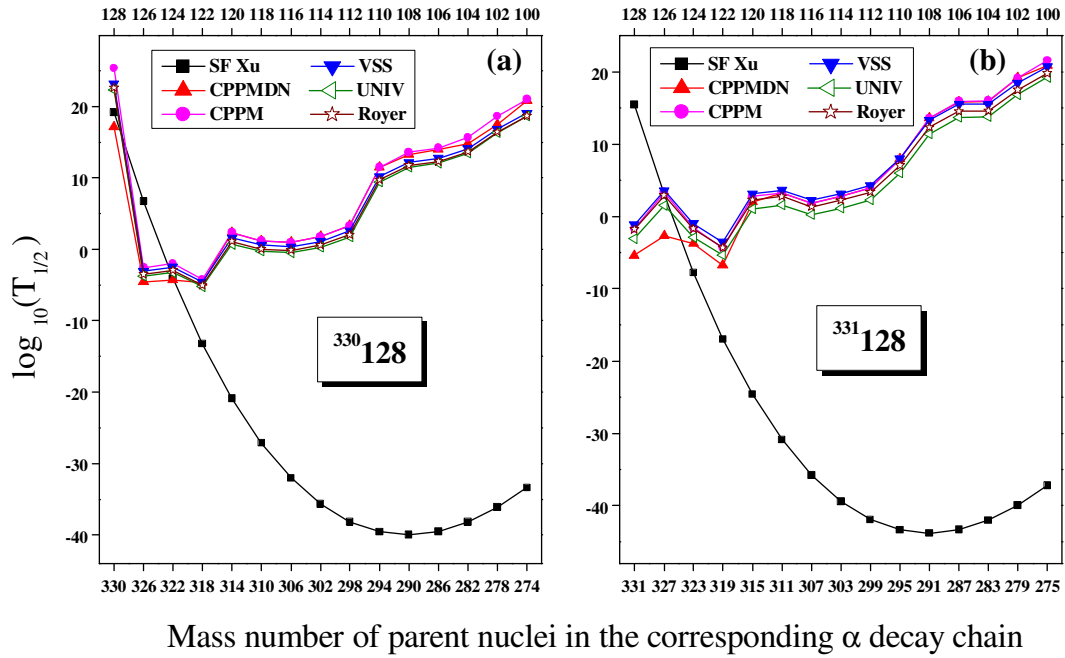 128 126 124 122 120 118 116 114 112 110 108 106 104 102 100
128 126 124 122 120 118 116 114 112 110 108 106 104 102 100
(a)
SF Xu
CPPMDN
CPPM
VSS
UNIV
Royer
(b)
SF Xu
CPPMDN
CPPM
VSS
UNIV
Royer
20
10
0
-10
-20
-30
-40
20
10
0
-10
-20
-30
-40
log₁₀(T₁/₂)
³³⁰128
³³¹128
330 326 322 318 314 310 306 302 298 294 290 286 282 278 274
331 327 323 319 315 311 307 303 299 295 291 287 283 279 275
Mass number of parent nuclei in the corresponding α decay chain